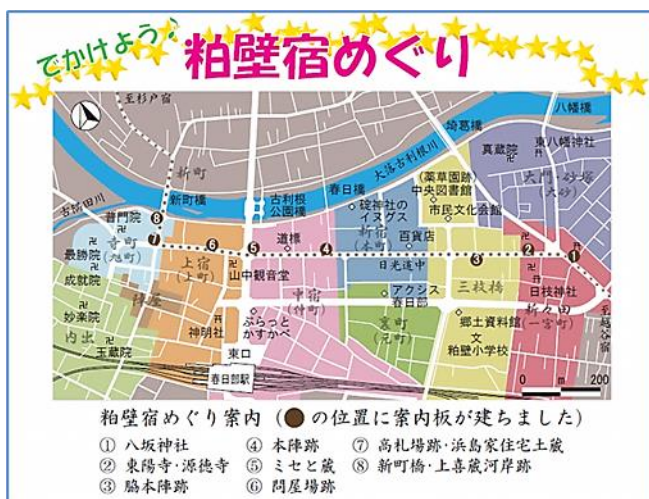 でかけよう♪
粕壁宿めぐり
至杉戸宿
八幡橋
埼葛橋
大落古利根川
東八幡神社
真蔵院
新町
古隅田川
新町橋
古利根
公園橋
春日橋
(薬草園跡)
中央図書館
大門・砂塚
(大砂)
碇神社の
イヌグス
市民文化会館
普門院
寺町
(旭町)
最勝院
成就院
上宿
(上町)
道標
新宿
(本町)
百貨店
日光道中
山中観音堂
三枝橋
日枝神社
陣屋
中宿
(仲町)
アクシス
春日部
新々田
(一宮町)
妙楽院
神明社
ぷらっと
かすかべ
裏町
(元町)
郷土資料館
文
粕壁小学校
至越谷宿
内出
玉蔵院
東口
春日部駅
0 m 200
粕壁宿めぐり案内(●の位置に案内板が建ちました)
① 八坂神社 ④ 本陣跡 ⑦ 高札場跡・浜島家住宅土蔵
② 東陽寺・源徳寺 ⑤ ミセと蔵 ⑧ 新町橋・上喜蔵河岸跡
③ 脇本陣跡 ⑥ 問屋場跡